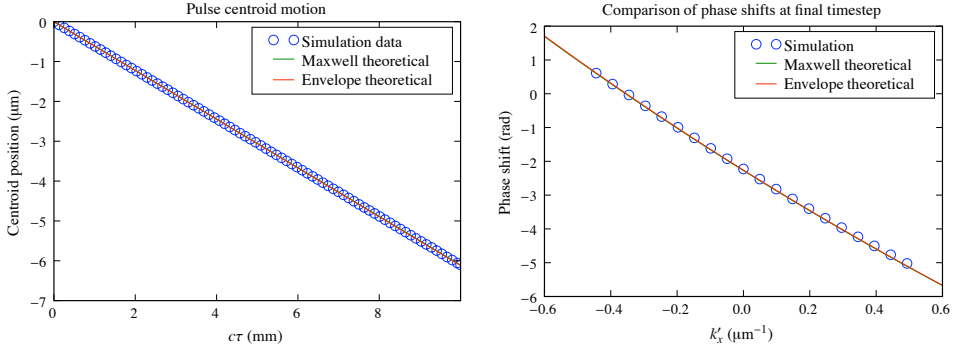 Pulse centroid motion
0
−1
−2
−3
−4
−5
−6
−7
Centroid position (µm)
Simulation data
Maxwell theoretical
Envelope theoretical
0 2 4 6 8
cτ (mm)
Comparison of phase shifts at final timestep
2
1
0
−1
−2
−3
−4
−5
−6
Phase shift (rad)
Simulation
Maxwell theoretical
Envelope theoretical
−0.6 −0.4 −0.2 0.0 0.2 0.4 0.6
k′x (µm−1)